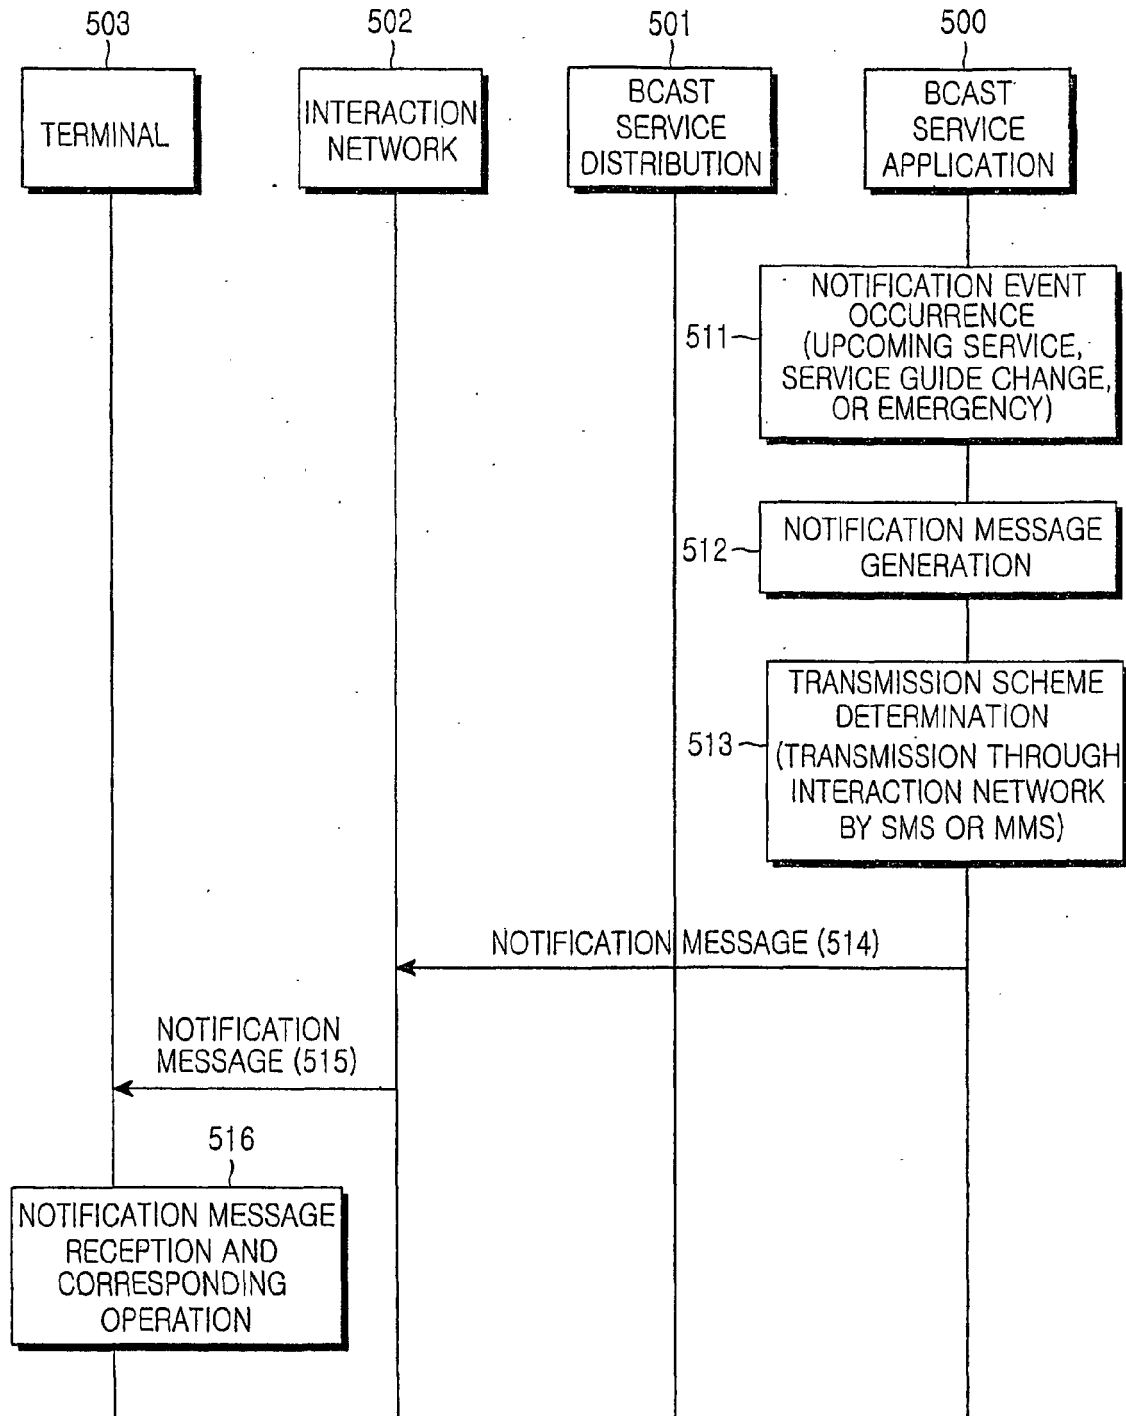 503
502
501
500
TERMINAL
INTERACTION
NETWORK
BCAST
SERVICE
DISTRIBUTION
BCAST
SERVICE
APPLICATION
511
NOTIFICATION EVENT
OCCURRENCE
(UPCOMING SERVICE,
SERVICE GUIDE CHANGE,
OR EMERGENCY)
512
NOTIFICATION MESSAGE
GENERATION
513
TRANSMISSION SCHEME
DETERMINATION
(TRANSMISSION THROUGH
INTERACTION NETWORK
BY SMS OR MMS)
NOTIFICATION MESSAGE (514)
NOTIFICATION
MESSAGE (515)
516
NOTIFICATION MESSAGE
RECEPTION AND
CORRESPONDING
OPERATION